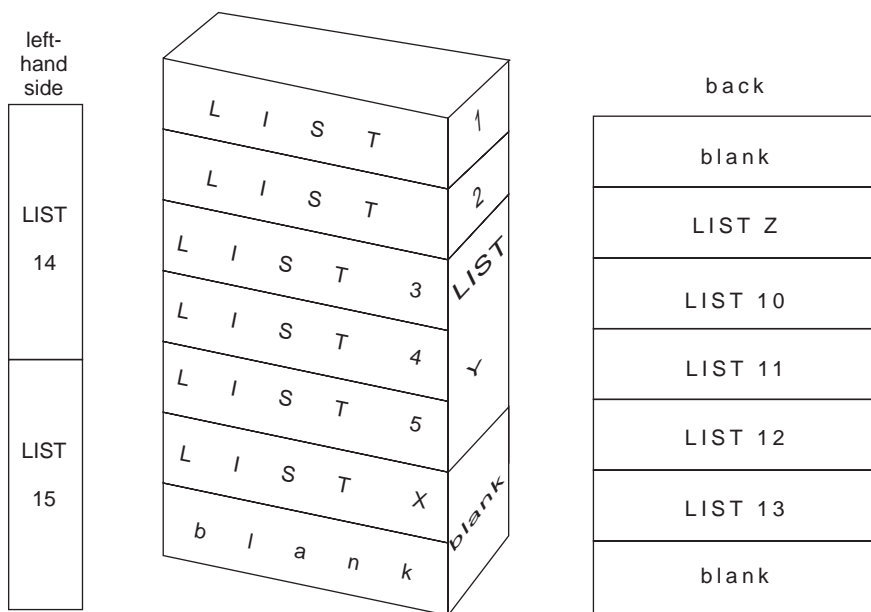 left-
hand
side
LIST
14
LIST
15
LIST 1
LIST 2
LIST 3
LIST 4
LIST 5
LIST X
blank
LIST
Y
blank
back
blank
LIST Z
LIST 10
LIST 11
LIST 12
LIST 13
blank